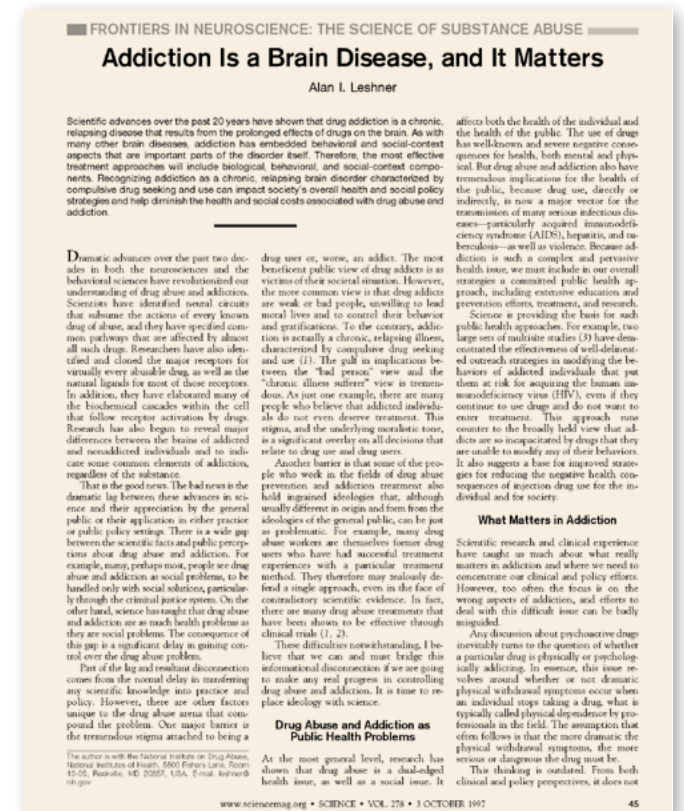 FRONTIERS IN NEUROSCIENCE: THE SCIENCE OF SUBSTANCE ABUSE
Addiction Is a Brain Disease, and It Matters
Alan I. Leshner
Scientific advances over the past 20 years have shown that drug addiction is a chronic,
relapsing disease that results from the prolonged effects of drugs on the brain. As with
many other brain diseases, addiction has embedded behavioral and social-context
aspects that are important parts of the disorder itself. Therefore, the most effective
treatment approaches will include biological, behavioral, and social-context compo-
nents. Recognizing addiction as a chronic, relapsing brain disorder characterized by
compulsive drug seeking and use can impact society's overall health and social policy
strategies and help diminish the health and social costs associated with drug abuse and
addiction.
Dramatic advances over the past two dec-
ades in both the neurosciences and the
behavioral sciences have revolutionized our
understanding of drug abuse and addiction.
Scientists have identified neural circuits
that subsume the actions of every known
drug of abuse, and they have specified com-
mon pathways that are affected by almost
all such drugs. Researchers have also iden-
tified and cloned the major receptors for
virtually every abusable drug, as well as the
natural ligands for most of those receptors.
In addition, they have elaborated many of
the biochemical cascades within the cell
that follow receptor activation by drugs.
Research has also begun to reveal major
differences between the brains of addicted
and nonaddicted individuals and to indi-
cate some common elements of addiction,
regardless of the substance.
That is the good news. The bad news is the
dramatic lag between these advances in sci-
ence and their appreciation by the general
public or their application in either practice
or public policy settings. There is a wide gap
between the scientific facts and public percep-
tions about drug abuse and addiction. For
example, many, perhaps most, people see drug
abuse and addiction as social problems, to be
handled only with social solutions, particular-
ly through the criminal justice system. On the
other hand, science has taught that drug abuse
and addiction are as much health problems as
they are social problems. The consequence of
this gap is a significant delay in gaining con-
trol over the drug abuse problem.
Part of the lag and resultant disconnection
comes from the normal delay in transferring
any scientific knowledge into practice and
policy. However, there are other factors
unique to the drug abuse arena that com-
pound the problem. One major barrier is
the tremendous stigma attached to being a
The author is with the National Institute on Drug Abuse,
National Institutes of Health, 5600 Fishers Lane, Room
10-05, Rockville, MD 20857, USA. E-mail: leshner@
nih.gov
drug user or, worse, an addict. The most
beneficent public view of drug addicts is as
victims of their societal situation. However,
the more common view is that drug addicts
are weak or bad people, unwilling to lead
moral lives and to control their behavior
and gratifications. To the contrary, addic-
tion is actually a chronic, relapsing illness,
characterized by compulsive drug seeking
and use (1). The gulf in implications be-
tween the "bad person" view and the
"chronic illness sufferer" view is tremen-
dous. As just one example, there are many
people who believe that addicted individu-
als do not even deserve treatment. This
stigma, and the underlying moralistic tone,
is a significant overlay on all decisions that
relate to drug use and drug users.
Another barrier is that some of the peo-
ple who work in the fields of drug abuse
prevention and addiction treatment also
hold ingrained ideologies that, although
usually different in origin and form from the
ideologies of the general public, can be just
as problematic. For example, many drug
abuse workers are themselves former drug
users who have had successful treatment
experiences with a particular treatment
method. They therefore may zealously de-
fend a single approach, even in the face of
contradictory scientific evidence. In fact,
there are many drug abuse treatments that
have been shown to be effective through
clinical trials (1, 2).
These difficulties notwithstanding, I be-
lieve that we can and must bridge this
informational disconnection if we are going
to make any real progress in controlling
drug abuse and addiction. It is time to re-
place ideology with science.
Drug Abuse and Addiction as
Public Health Problems
At the most general level, research has
shown that drug abuse is a dual-edged
health issue, as well as a social issue. It
affects both the health of the individual and
the health of the public. The use of drugs
has well-known and severe negative conse-
quences for health, both mental and phys-
ical. But drug abuse and addiction also have
tremendous implications for the health of
the public, because drug use, directly or
indirectly, is now a major vector for the
transmission of many serious infectious dis-
eases—particularly acquired immunodefi-
ciency syndrome (AIDS), hepatitis, and tu-
berculosis—as well as violence. Because ad-
diction is such a complex and pervasive
health issue, we must include in our overall
strategies a committed public health ap-
proach, including extensive education and
prevention efforts, treatment, and research.
Science is providing the basis for such
public health approaches. For example, two
large sets of multisite studies (3) have dem-
onstrated the effectiveness of well-delineat-
ed outreach strategies in modifying the be-
haviors of addicted individuals that put
them at risk for acquiring the human im-
munodeficiency virus (HIV), even if they
continue to use drugs and do not want to
enter treatment. This approach runs
counter to the broadly held view that ad-
dicts are so incapacitated by drugs that they
are unable to modify any of their behaviors.
It also suggests a base for improved strate-
gies for reducing the negative health con-
sequences of injection drug use for the in-
dividual and for society.
What Matters in Addiction
Scientific research and clinical experience
have taught us much about what really
matters in addiction and where we need to
concentrate our clinical and policy efforts.
However, too often the focus is on the
wrong aspects of addiction, and efforts to
deal with this difficult issue can be badly
misguided.
Any discussion about psychoactive drugs
inevitably turns to the question of whether
a particular drug is physically or psycholog-
ically addicting. In essence, this issue re-
volves around whether or not dramatic
physical withdrawal symptoms occur when
an individual stops taking a drug, what is
typically called physical dependence by pro-
fessionals in the field. The assumption that
often follows is that the more dramatic the
physical withdrawal symptoms, the more
serious or dangerous the drug must be.
This thinking is outdated. From both
clinical and policy perspectives, it does not
www.sciencemag.org • SCIENCE • VOL. 278 • 3 OCTOBER 1997
45